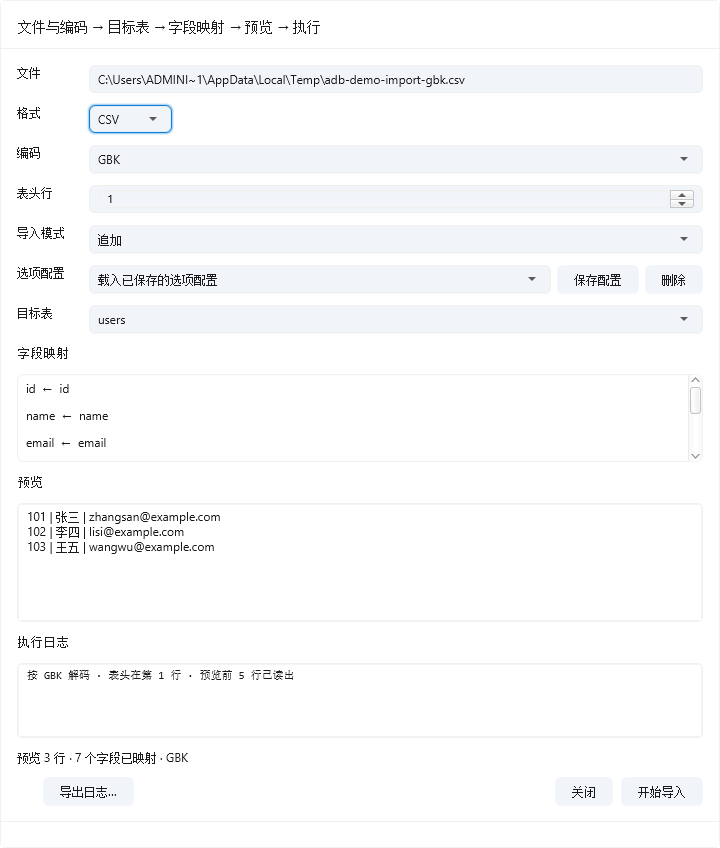 文件与编码 → 目标表 → 字段映射 → 预览 → 执行
文件
C:\Users\ADMINI~1\AppData\Local\Temp\adb-demo-import-gbk.csv
格式
CSV
编码
GBK
表头行
1
导入模式
追加
选项配置
载入已保存的选项配置
保存配置
删除
目标表
users
字段映射
id ← id
name ← name
email ← email
预览
101 | 张三 | zhangsan@example.com
102 | 李四 | lisi@example.com
103 | 王五 | wangwu@example.com
执行日志
按 GBK 解码 · 表头在第 1 行 · 预览前 5 行已读出
预览 3 行 · 7 个字段已映射 · GBK
导出日志...
关闭
开始导入